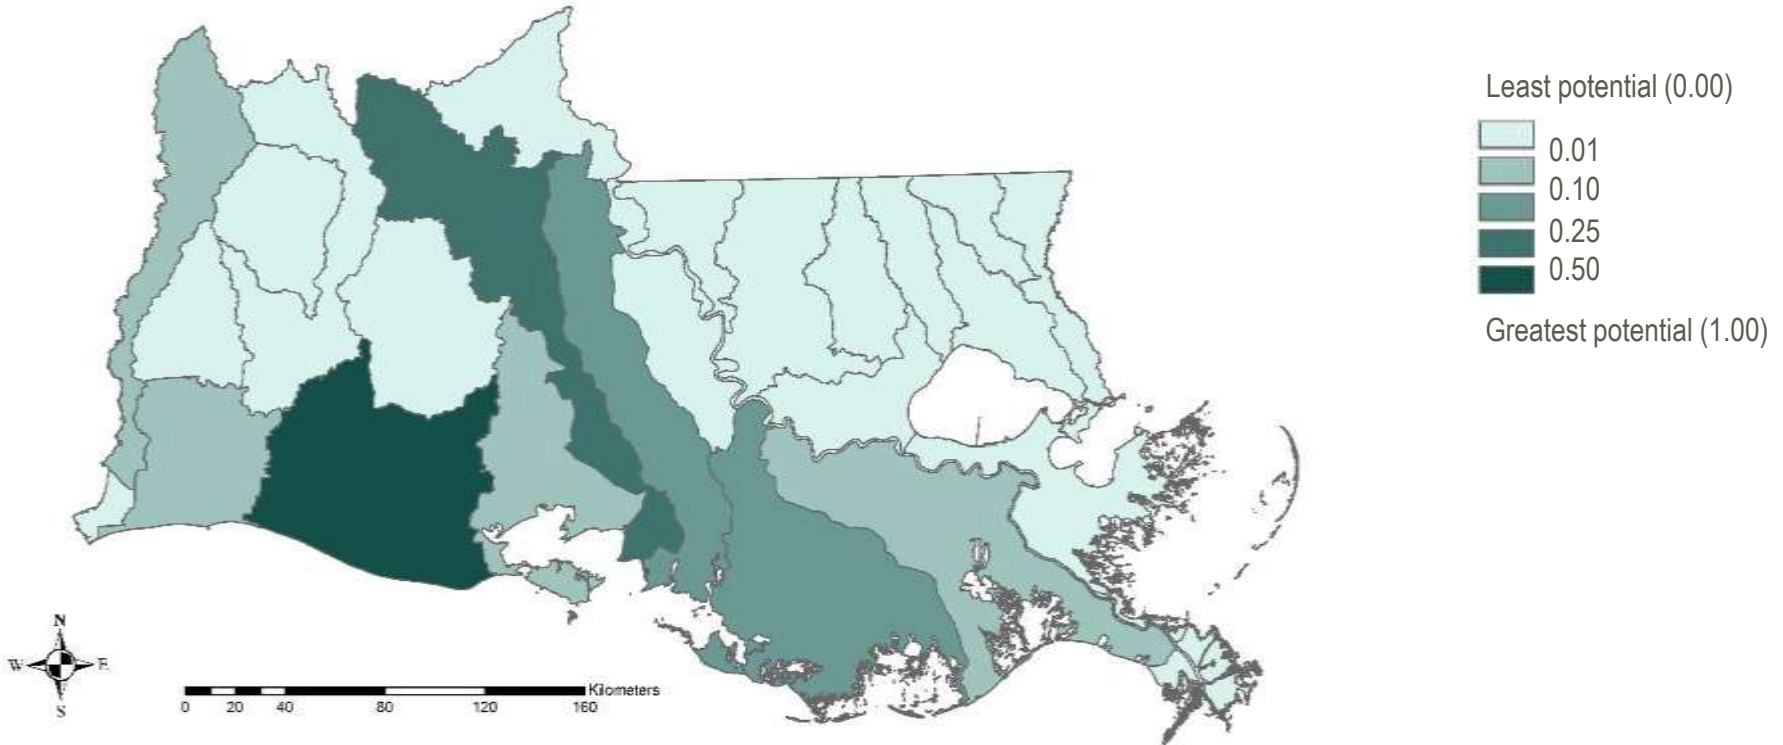 Least potential (0.00)
0.01
0.10
0.25
0.50
Greatest potential (1.00)
N
W E
S
Kilometers
0 20 40 80 120 160